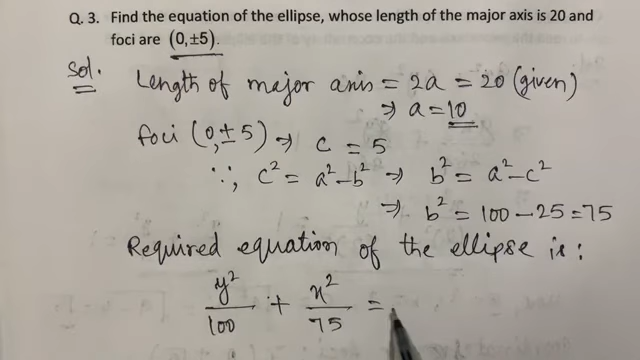 Q. 3. Find the equation of the ellipse, whose length of the major axis is 20 and
foci are (0,±5).
Sol.
Length of major axis = 2a = 20 (given)
⇒ a = 10
foci (0, ±5) ⇒ c = 5
∵, c² = a² - b² ⇒ b² = a² - c²
⇒ b² = 100 - 25 = 75
Required equation of the ellipse is:
y²/100 + x²/75 =